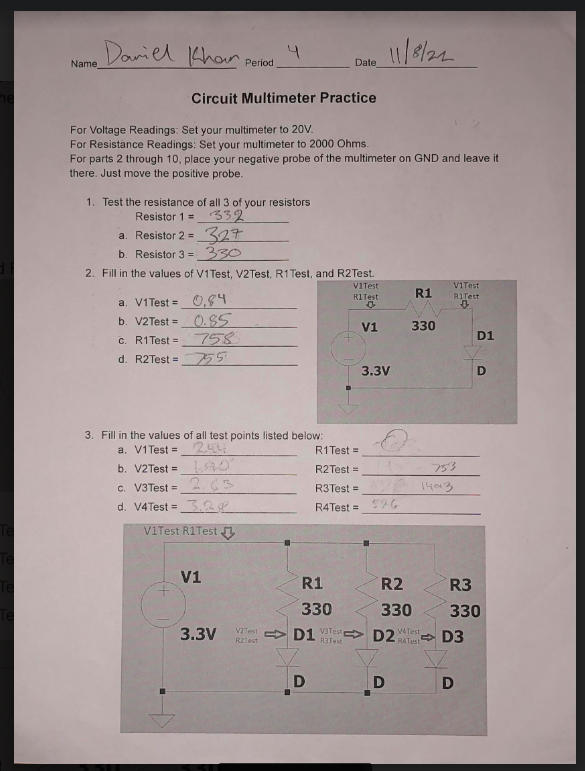 Name Daniel Khan Period 4 Date 11/8/22
Circuit Multimeter Practice
For Voltage Readings: Set your multimeter to 20V.
For Resistance Readings: Set your multimeter to 2000 Ohms.
For parts 2 through 10, place your negative probe of the multimeter on GND and leave it
there. Just move the positive probe.
1. Test the resistance of all 3 of your resistors
Resistor 1 = 332
a. Resistor 2 = 327
b. Resistor 3 = 330
2. Fill in the values of V1Test, V2Test, R1Test, and R2Test.
a. V1Test = 0.84
b. V2Test = 0.85
c. R1Test = 758
d. R2Test = 755
V1Test V1Test
R1Test R1 R1Test
V1 330
D1
3.3V D
3. Fill in the values of all test points listed below:
a. V1Test = R1Test =
b. V2Test = R2Test = 753
c. V3Test = 2.63 R3Test =
d. V4Test = R4Test =
V1Test R1Test
V1
R1 R2 R3
330 330 330
3.3V V2Test R2Test D1 V3Test R3Test D2 V4Test R4Test D3
D D D